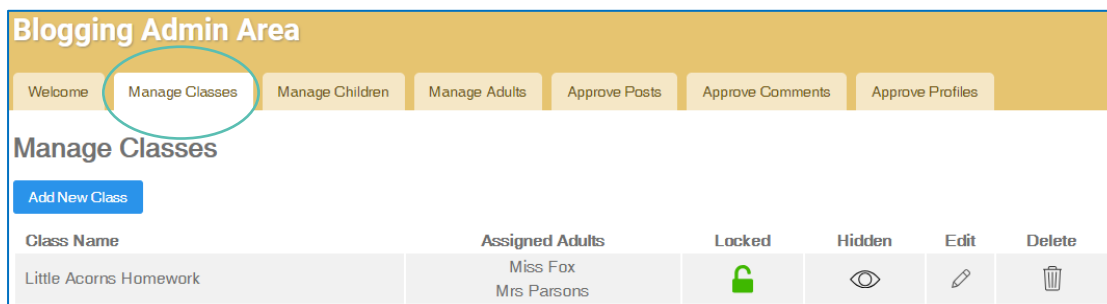 Blogging Admin Area
Welcome Manage Classes Manage Children Manage Adults Approve Posts Approve Comments Approve Profiles
Manage Classes
Add New Class
Class Name Assigned Adults Locked Hidden Edit Delete
Little Acorns Homework Miss Fox
Mrs Parsons